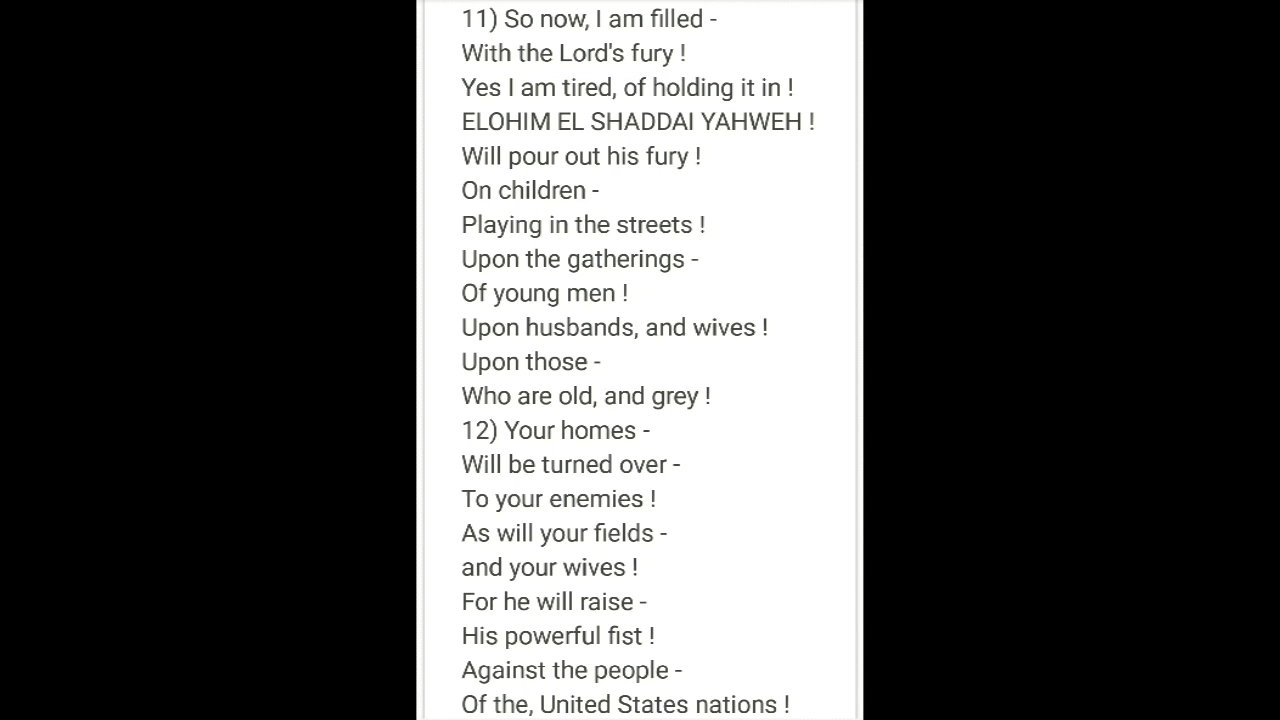 11) So now, I am filled -
With the Lord's fury !
Yes I am tired, of holding it in !
ELOHIM EL SHADDAI YAHWEH !
Will pour out his fury !
On children -
Playing in the streets !
Upon the gatherings -
Of young men !
Upon husbands, and wives !
Upon those -
Who are old, and grey !
12) Your homes -
Will be turned over -
To your enemies !
As will your fields -
and your wives !
For he will raise -
His powerful fist !
Against the people -
Of the, United States nations !